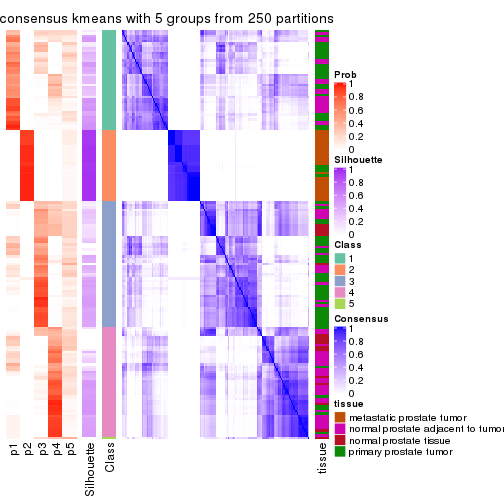 consensus kmeans with 5 groups from 250 partitions
Prob
1
0.8
0.6
0.4
0.2
0
Silhouette
1
0.8
0.6
0.4
0.2
0
Class
1
2
3
4
5
Consensus
1
0.8
0.6
0.4
0.2
0
tissue
metastatic prostate tumor
normal prostate adjacent to tumor
normal prostate tissue
primary prostate tumor
p1
p2
p3
p4
p5
Silhouette
Class
tissue